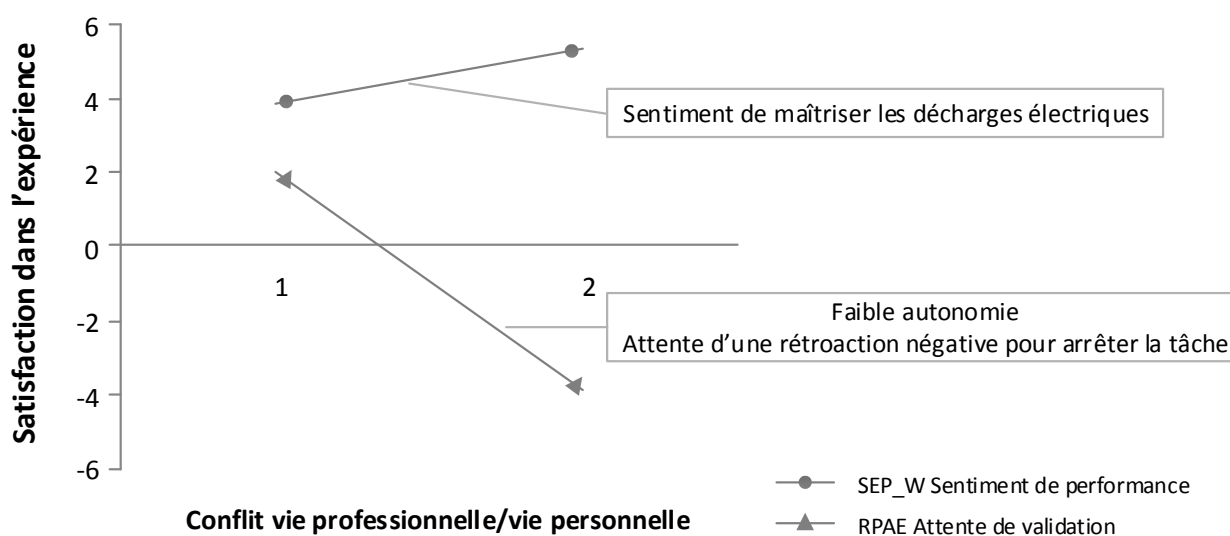 Satisfaction dans l’expérience
6
4
2
0
-2
-4
-6
1
2
Sentiment de maîtriser les décharges électriques
Faible autonomie
Attente d’une rétroaction négative pour arrêter la tâche
Conflit vie professionnelle/vie personnelle
SEP_W Sentiment de performance
RPAE Attente de validation